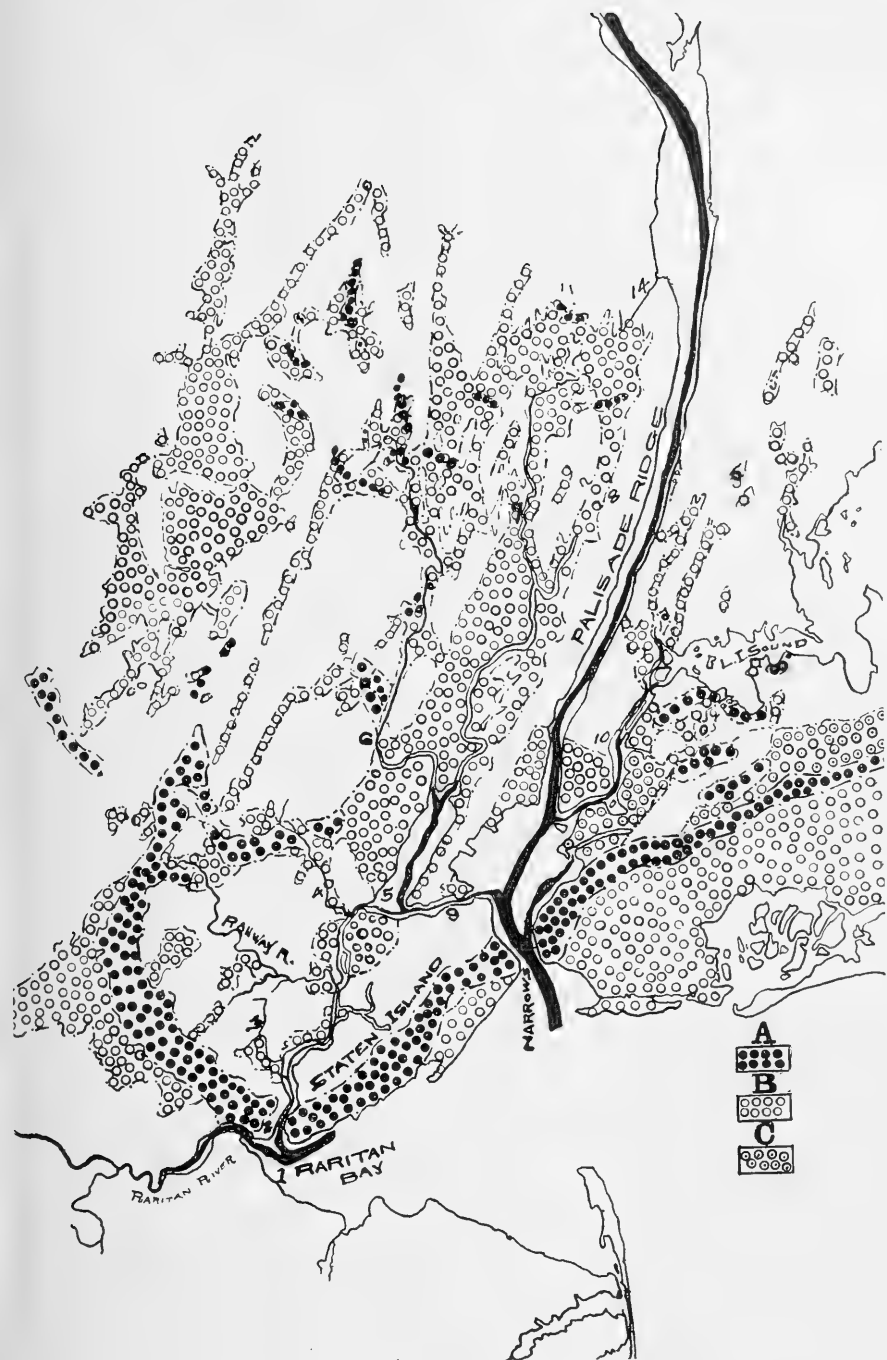 14
11
PALISADE RIDGE
8
L.I.SOUND
6
10
4
5
9
RAHWAY R.
STATEN ISLAND
NARROWS
A
B
C
13
1 RARITAN
BAY
RARITAN RIVER